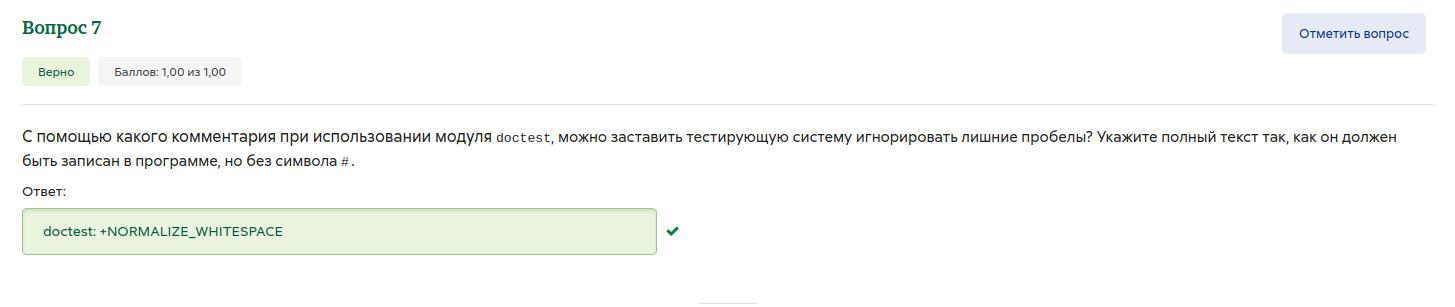 Вопрос 7
Отметить вопрос
Верно
Баллов: 1,00 из 1,00
С помощью какого комментария при использовании модуля doctest, можно заставить тестирующую систему игнорировать лишние пробелы? Укажите полный текст так, как он должен
быть записан в программе, но без символа #.
Ответ:
doctest: +NORMALIZE_WHITESPACE